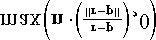 MAX(N · (L−P / ||L−P||), 0)